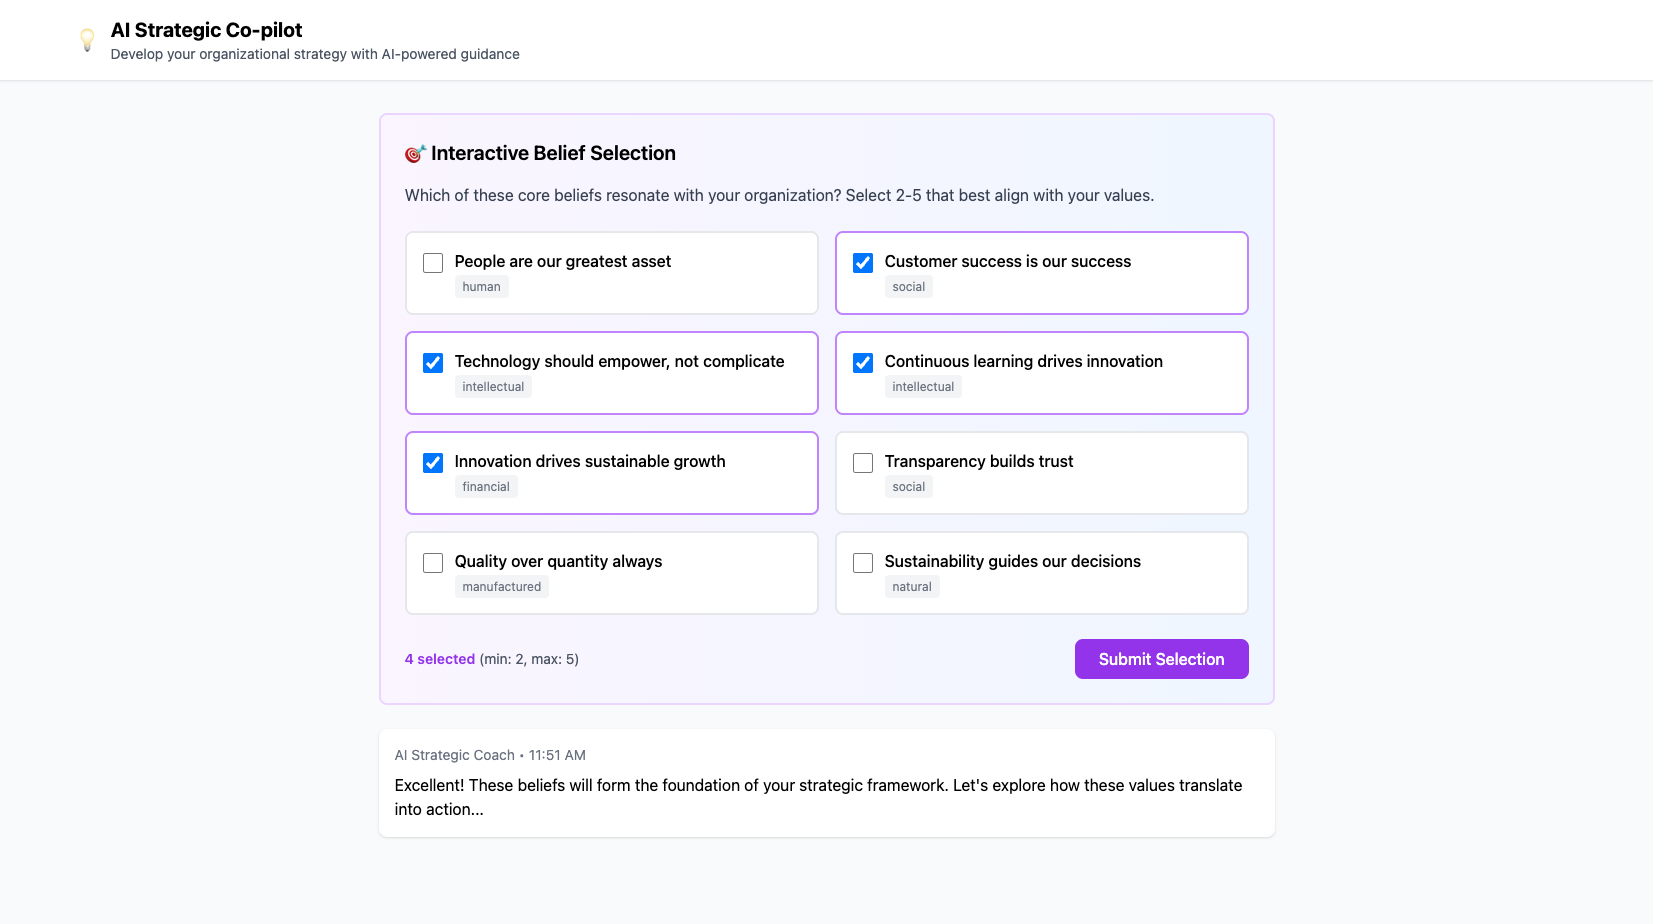 AI Strategic Co-pilot
Develop your organizational strategy with AI-powered guidance
Interactive Belief Selection
Which of these core beliefs resonate with your organization? Select 2-5 that best align with your values.
People are our greatest asset
human
Customer success is our success
social
Technology should empower, not complicate
intellectual
Continuous learning drives innovation
intellectual
Innovation drives sustainable growth
financial
Transparency builds trust
social
Quality over quantity always
manufactured
Sustainability guides our decisions
natural
4 selected (min: 2, max: 5)
Submit Selection
AI Strategic Coach • 11:51 AM
Excellent! These beliefs will form the foundation of your strategic framework. Let's explore how these values translate
into action...